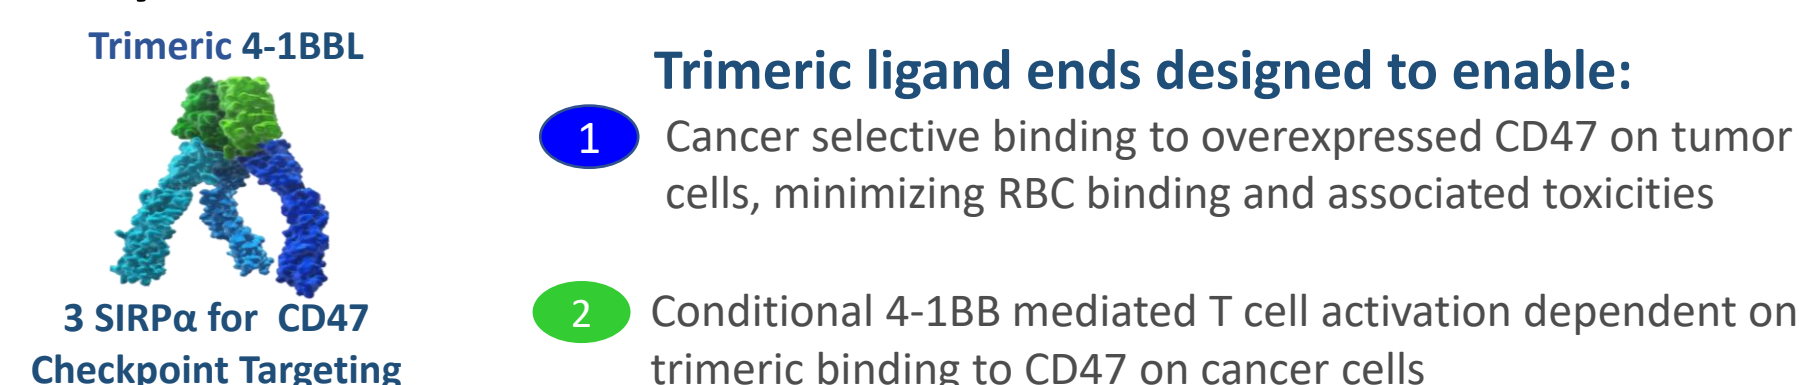 Trimeric 4-1BBL
3 SIRPα for CD47
Checkpoint Targeting
Trimeric ligand ends designed to enable:
1
Cancer selective binding to overexpressed CD47 on tumor
cells, minimizing RBC binding and associated toxicities
2
Conditional 4-1BB mediated T cell activation dependent on
trimeric binding to CD47 on cancer cells